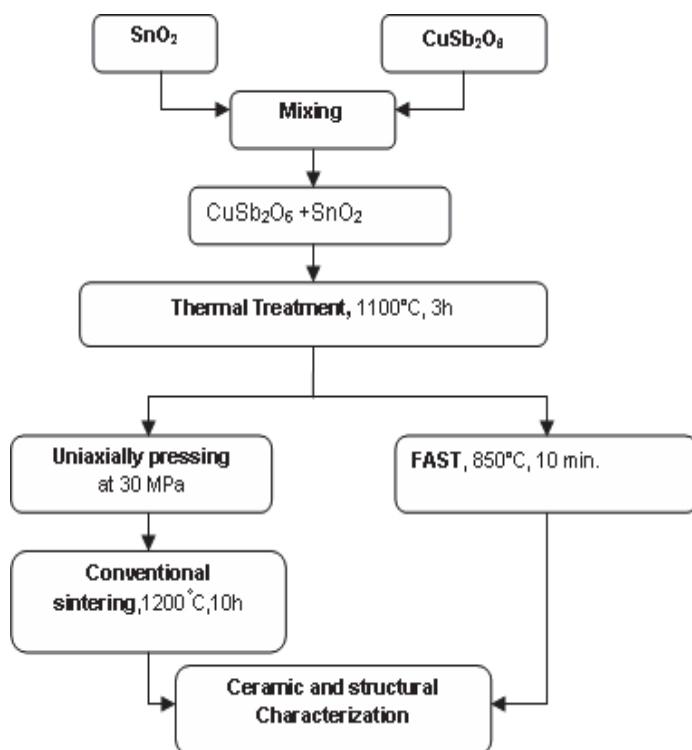 SnO₂
CuSb₂O₆
Mixing
CuSb₂O₆ +SnO₂
Thermal Treatment, 1100°C, 3h
Uniaxially pressing
at 30 MPa
FAST, 850°C, 10 min.
Conventional
sintering,1200°C,10h
Ceramic and structural
Characterization